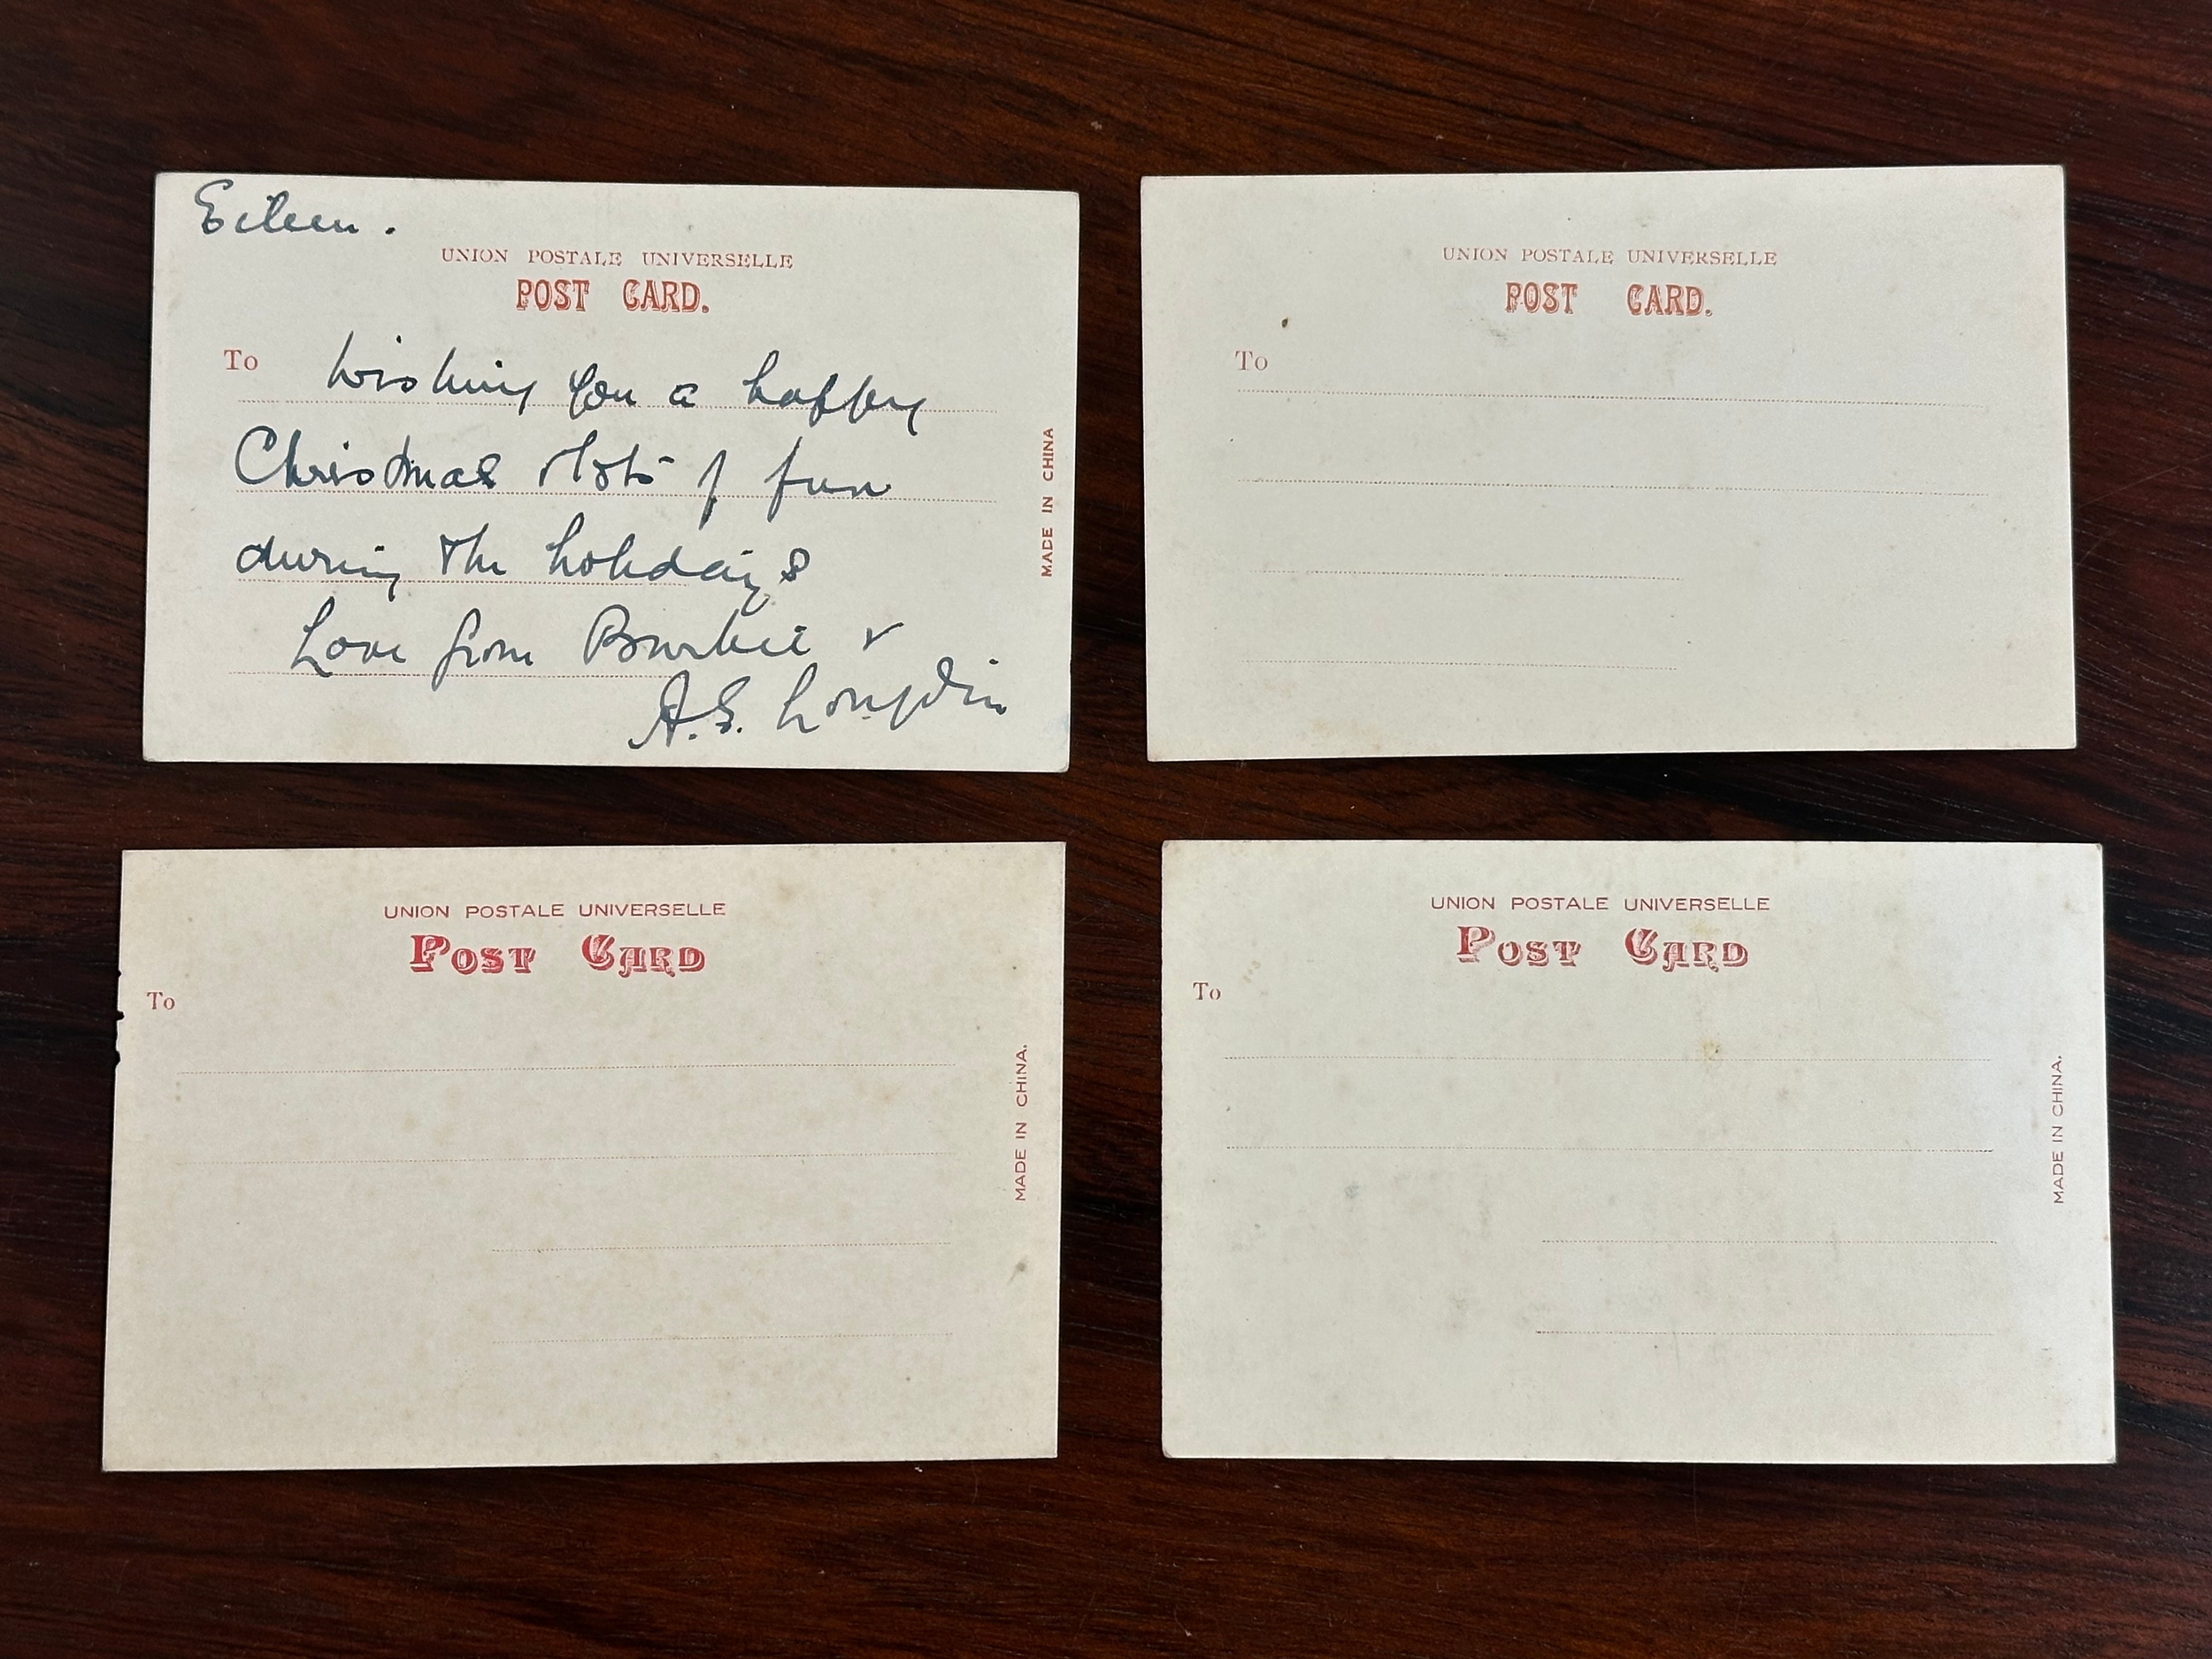 Eileen.
UNION POSTALE UNIVERSELLE
POST CARD.
To
Wishing you a happy
Christmas & lots of fun
during the holidays
Love from &
A.G.
MADE IN CHINA
UNION POSTALE UNIVERSELLE
POST CARD.
To
UNION POSTALE UNIVERSELLE
POST CARD
To
MADE IN CHINA.
UNION POSTALE UNIVERSELLE
POST CARD
To
MADE IN CHINA.